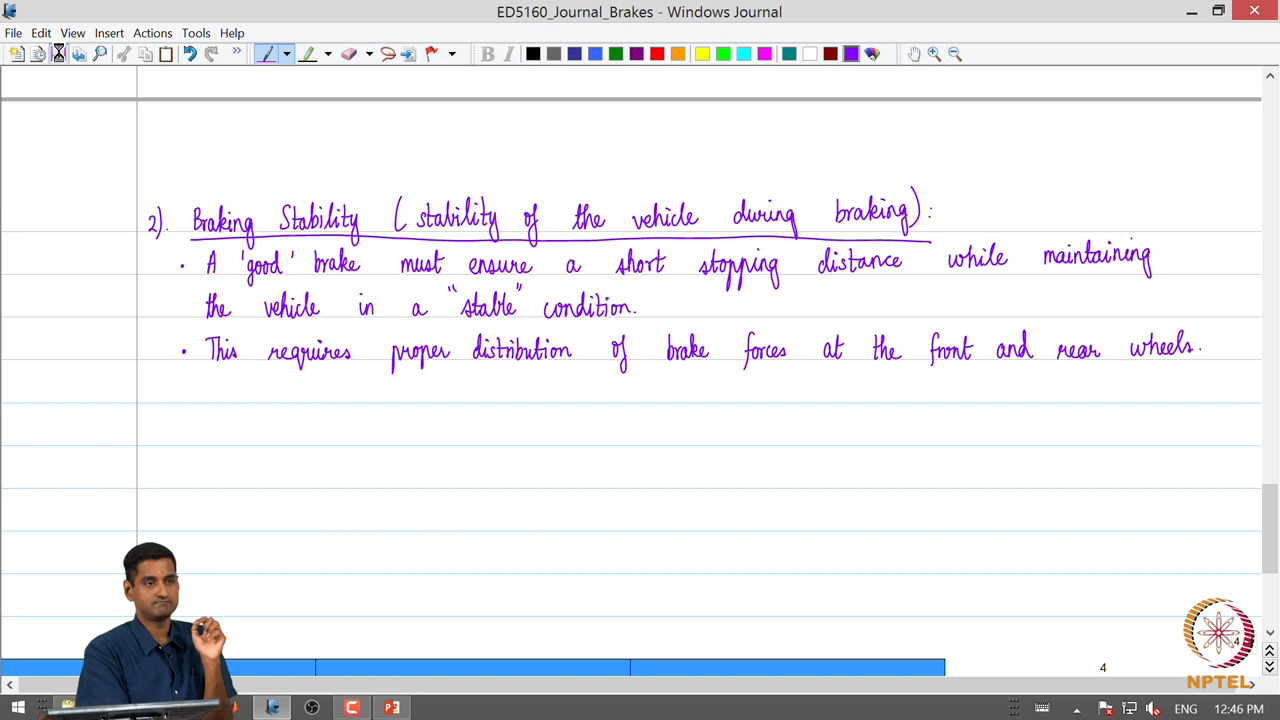 ED5160_Journal_Brakes - Windows Journal
File Edit View Insert Actions Tools Help
2). Braking Stability (stability of the vehicle during braking):
• A 'good' brake must ensure a short stopping distance while maintaining
the vehicle in a "stable" condition.
• This requires proper distribution of brake forces at the front and rear wheels.
4
4
NPTEL
ENG 12:46 PM